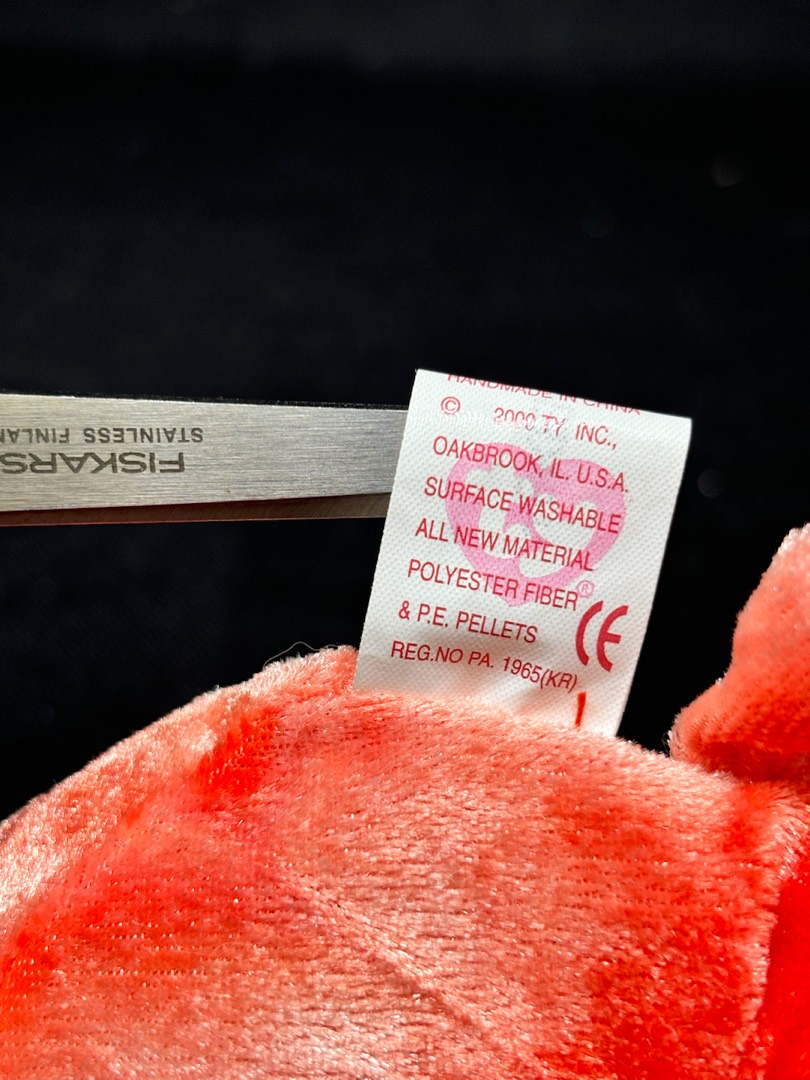 HANDMADE IN CHINA
© 2000 TY, INC.,
OAKBROOK, IL. U.S.A.
SURFACE WASHABLE
ALL NEW MATERIAL
POLYESTER FIBER ®
& P.E. PELLETS
CE
REG.NO PA. 1965(KR)
FISKARS
STAINLESS FINLAN